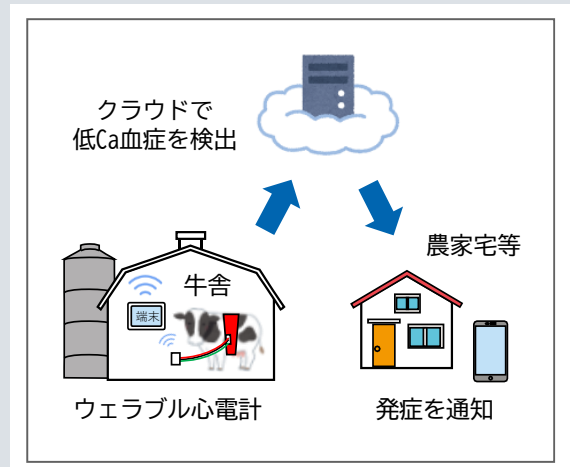 クラウドで
低Ca血症を検出
農家宅等
牛舎
端末
ウェラブル心電計
発症を通知